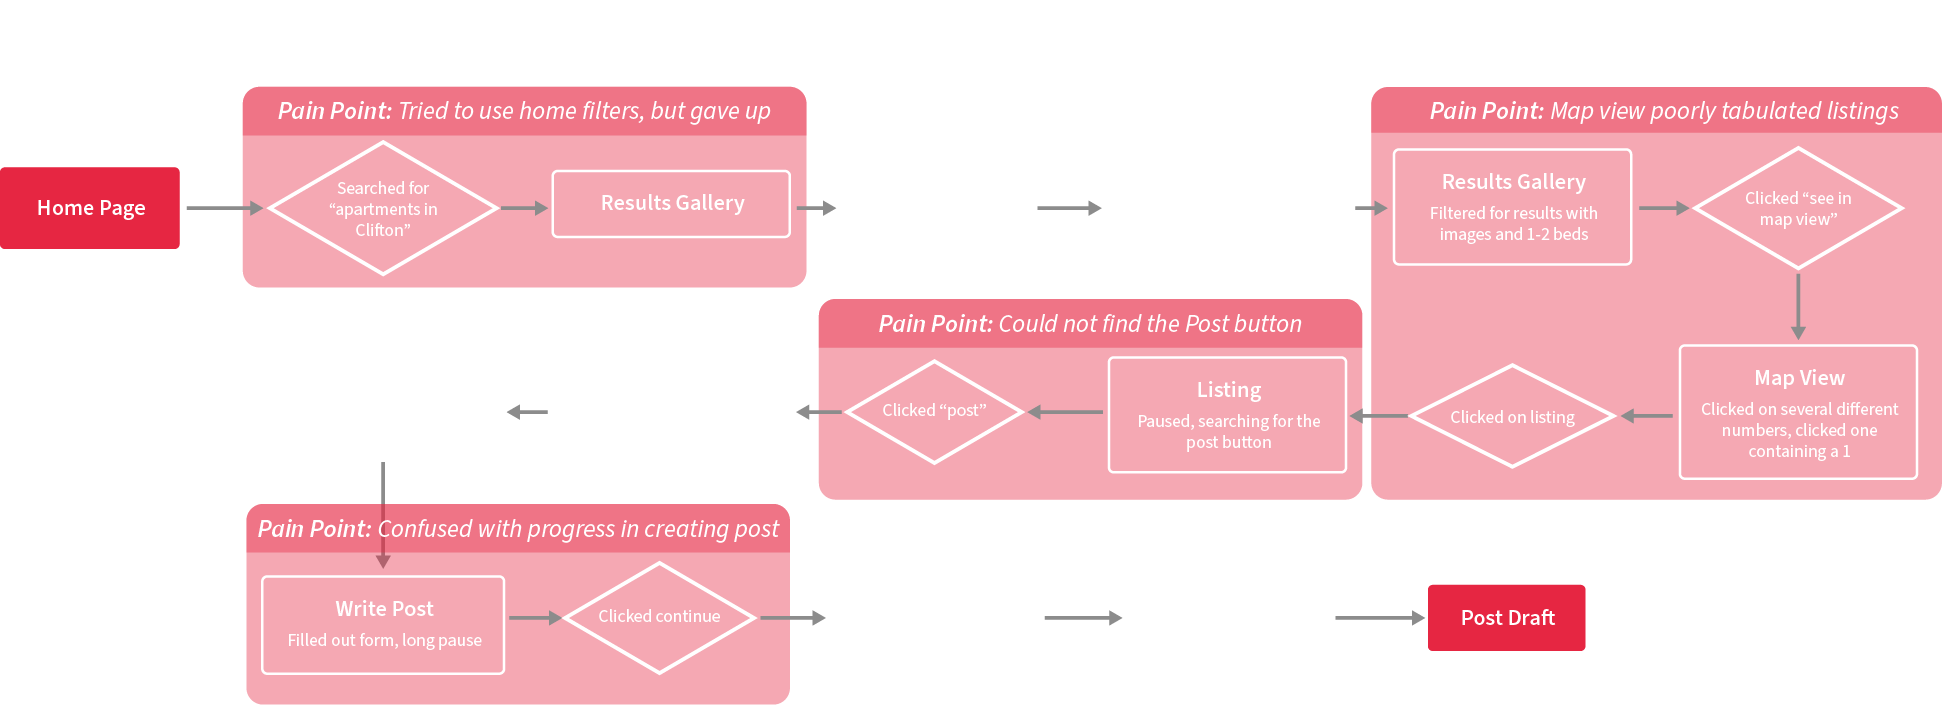 Pain Point: Tried to use home filters, but gave up
Pain Point: Map view poorly tabulated listings
Home Page
Searched for
“apartments in
Clifton”
Results Gallery
Results Gallery
Filtered for results with
images and 1-2 beds
Clicked “see in
map view”
Pain Point: Could not find the Post button
Clicked “post”
Listing
Paused, searching for the
post button
Clicked on listing
Map View
Clicked on several different
numbers, clicked one
containing a 1
Pain Point: Confused with progress in creating post
Write Post
Filled out form, long pause
Clicked continue
Post Draft